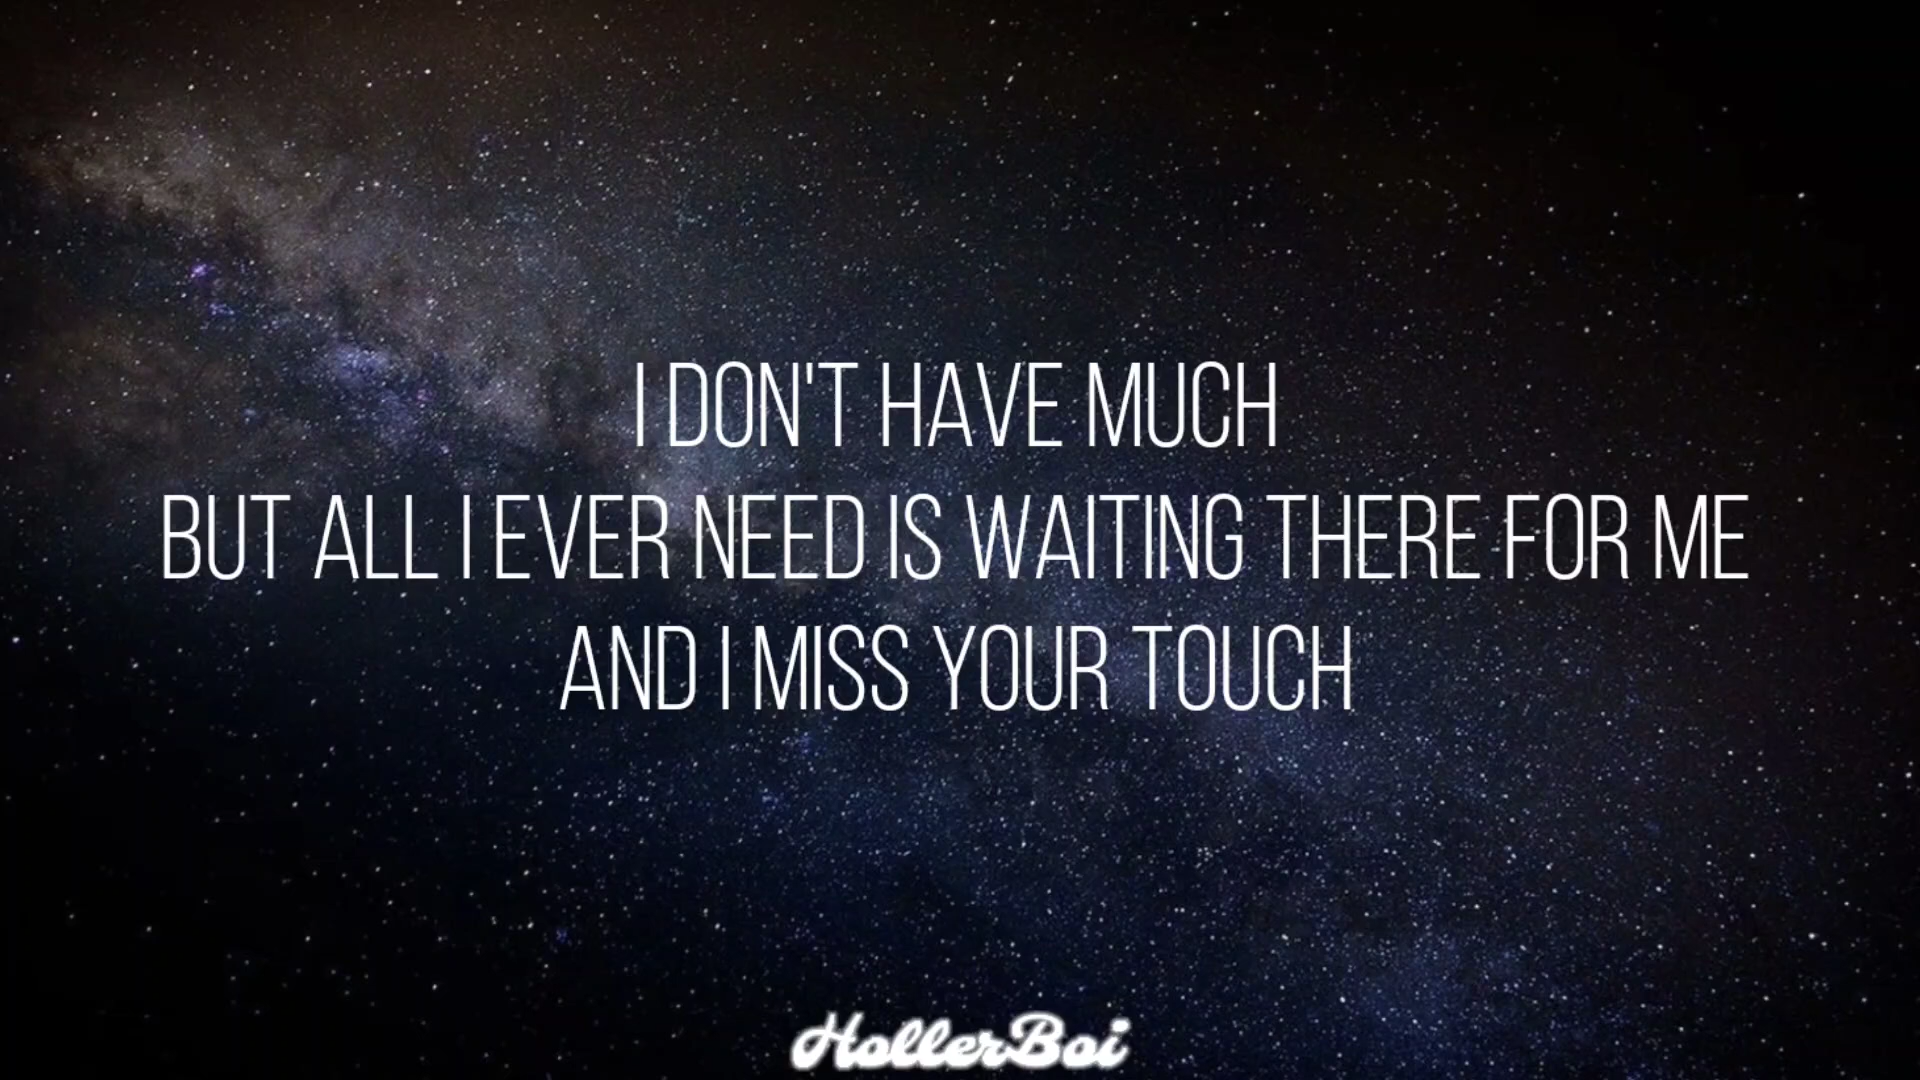 I DON'T HAVE MUCH
BUT ALL I EVER NEED IS WAITING THERE FOR ME
AND I MISS YOUR TOUCH
HollerBoi